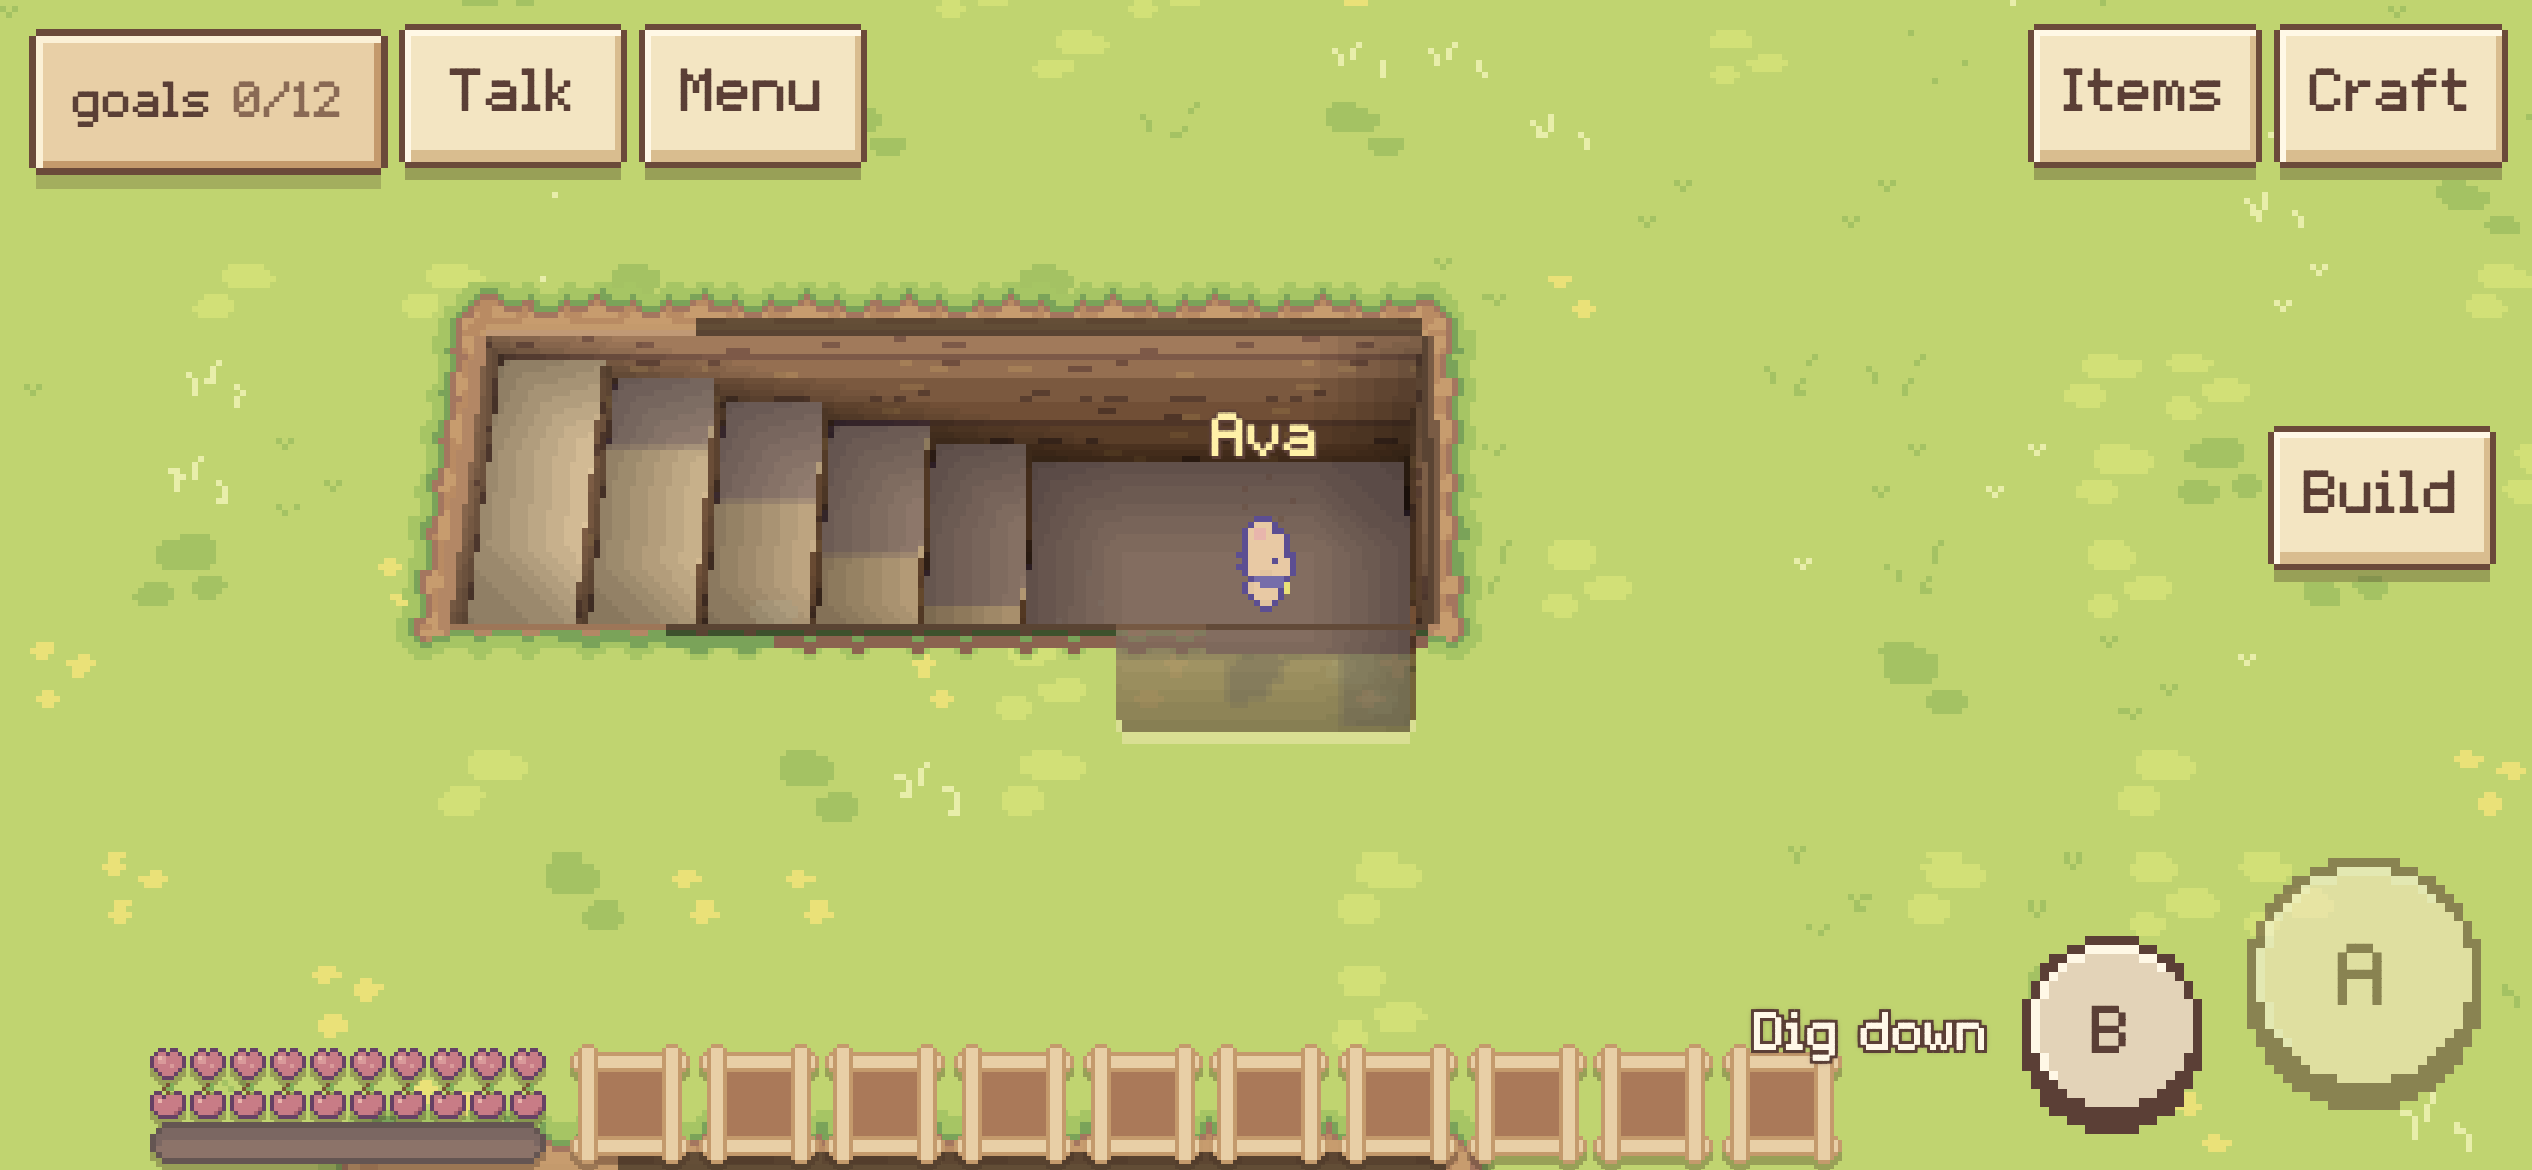 goals 0/12
Talk
Menu
Items
Craft
Ava
Build
Dig down
B
A